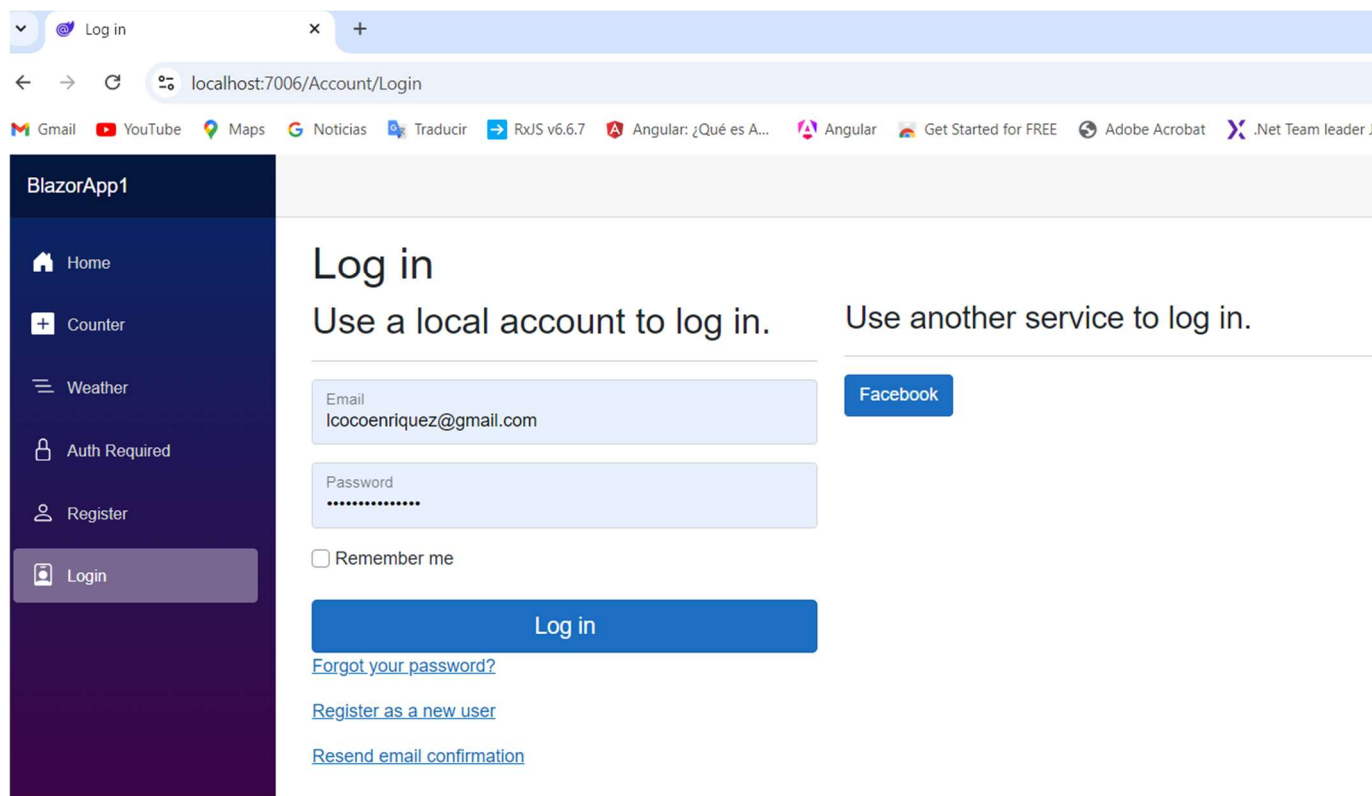 Log in
localhost:7006/Account/Login
Gmail YouTube Maps Noticias Traducir RxJS v6.6.7 Angular: ¿Qué es A... Angular Get Started for FREE Adobe Acrobat .Net Team leader
BlazorApp1
Home
Counter
Weather
Auth Required
Register
Login
Log in
Use a local account to log in.
Email
lcocoenriquez@gmail.com
Password
•••••••••••••••
Remember me
Log in
Forgot your password?
Register as a new user
Resend email confirmation
Use another service to log in.
Facebook